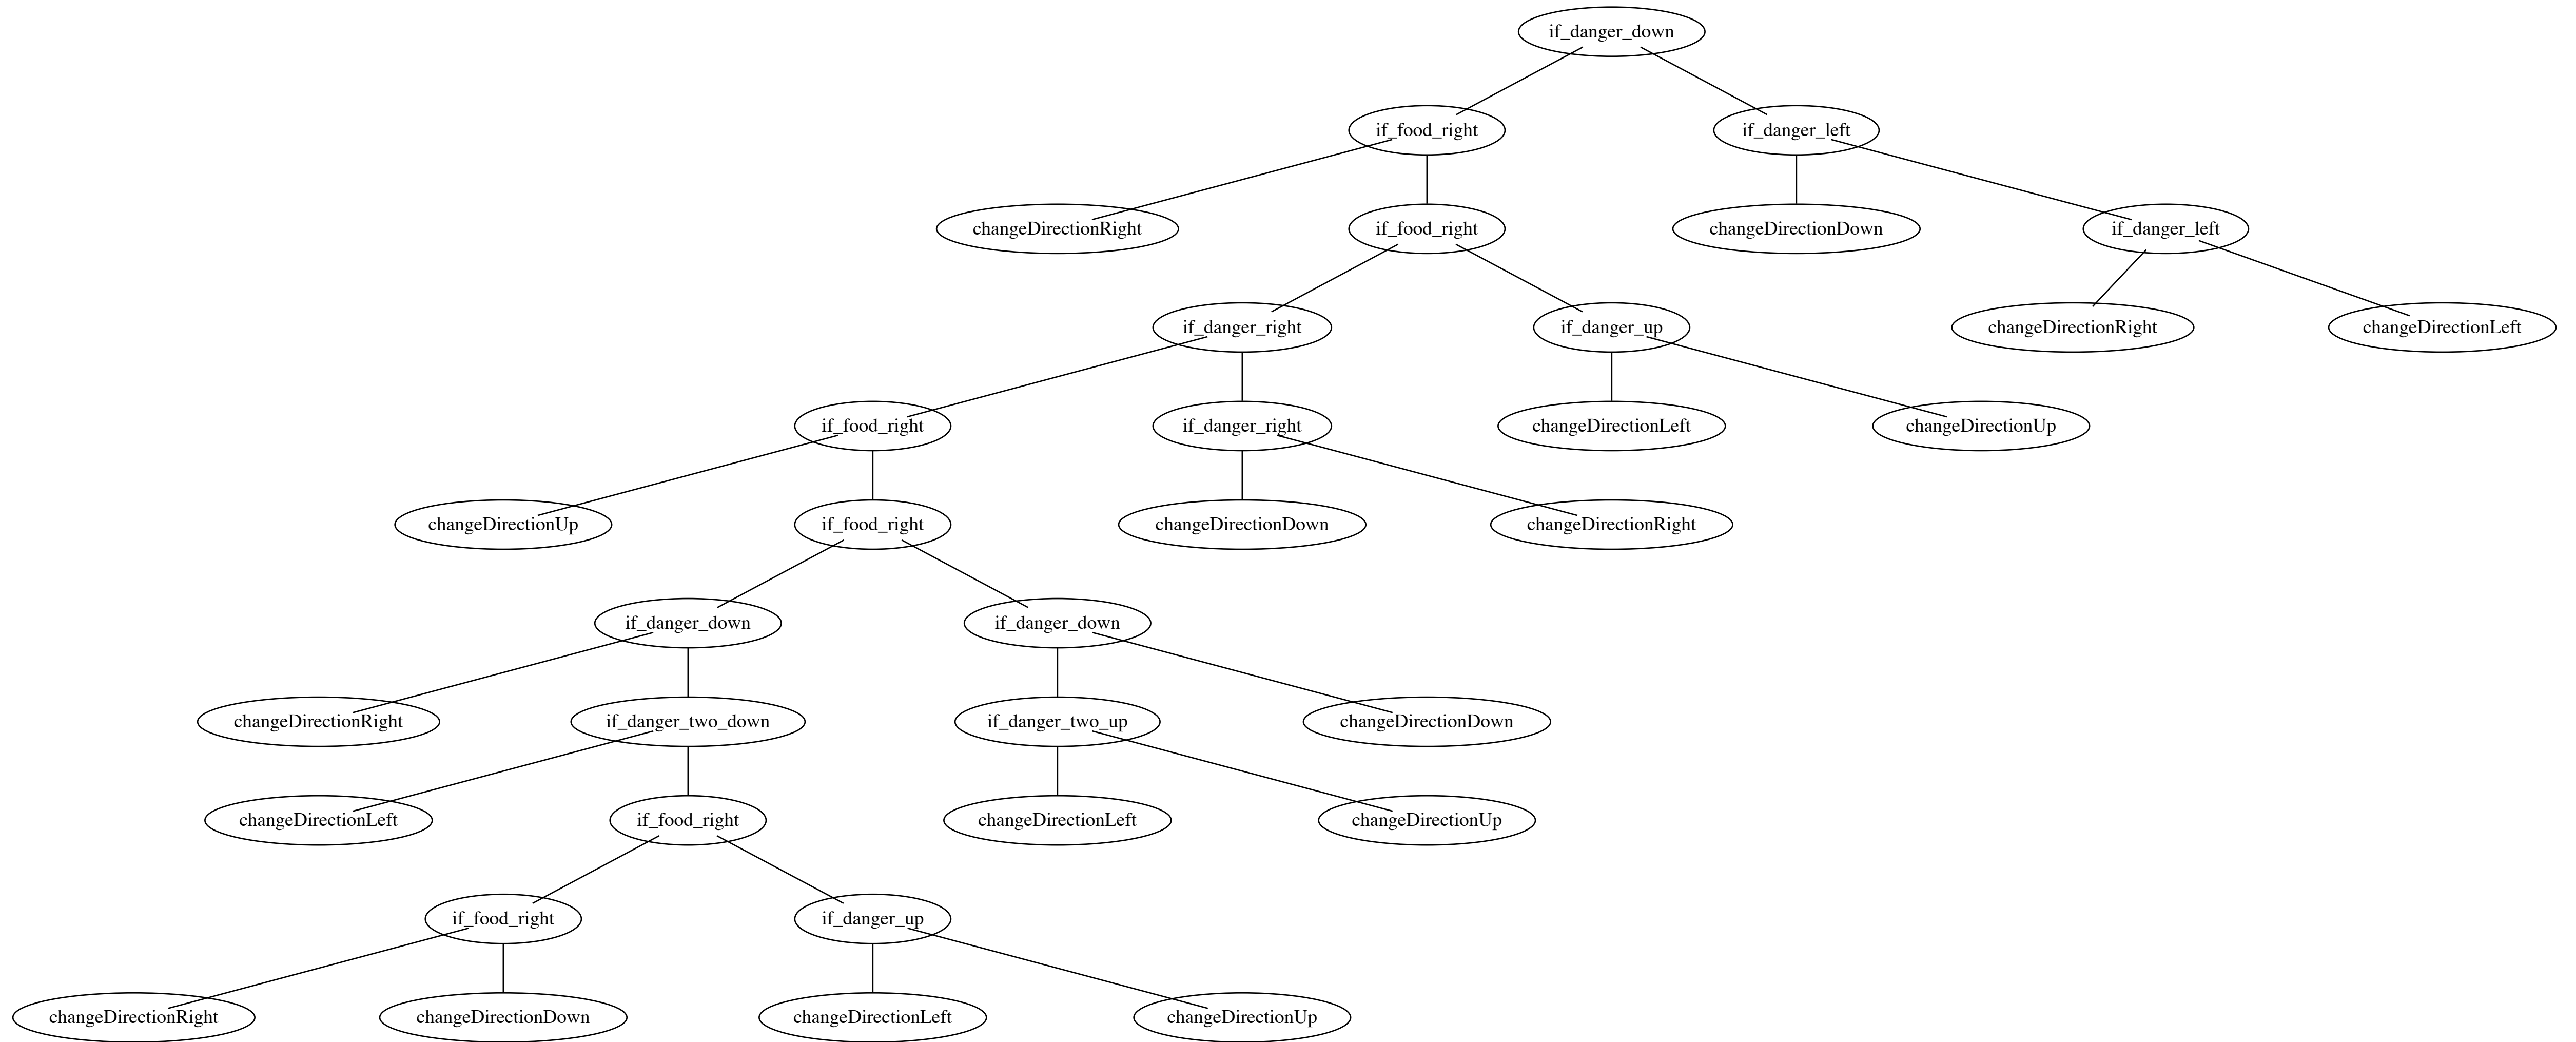 if_danger_down
if_food_right
if_danger_left
changeDirectionRight
if_food_right
changeDirectionDown
if_danger_left
if_danger_right
if_danger_up
changeDirectionRight
changeDirectionLeft
if_food_right
if_danger_right
changeDirectionLeft
changeDirectionUp
changeDirectionUp
if_food_right
changeDirectionDown
changeDirectionRight
if_danger_down
if_danger_down
changeDirectionRight
if_danger_two_down
if_danger_two_up
changeDirectionDown
changeDirectionLeft
if_food_right
changeDirectionLeft
changeDirectionUp
if_food_right
if_danger_up
changeDirectionRight
changeDirectionDown
changeDirectionLeft
changeDirectionUp